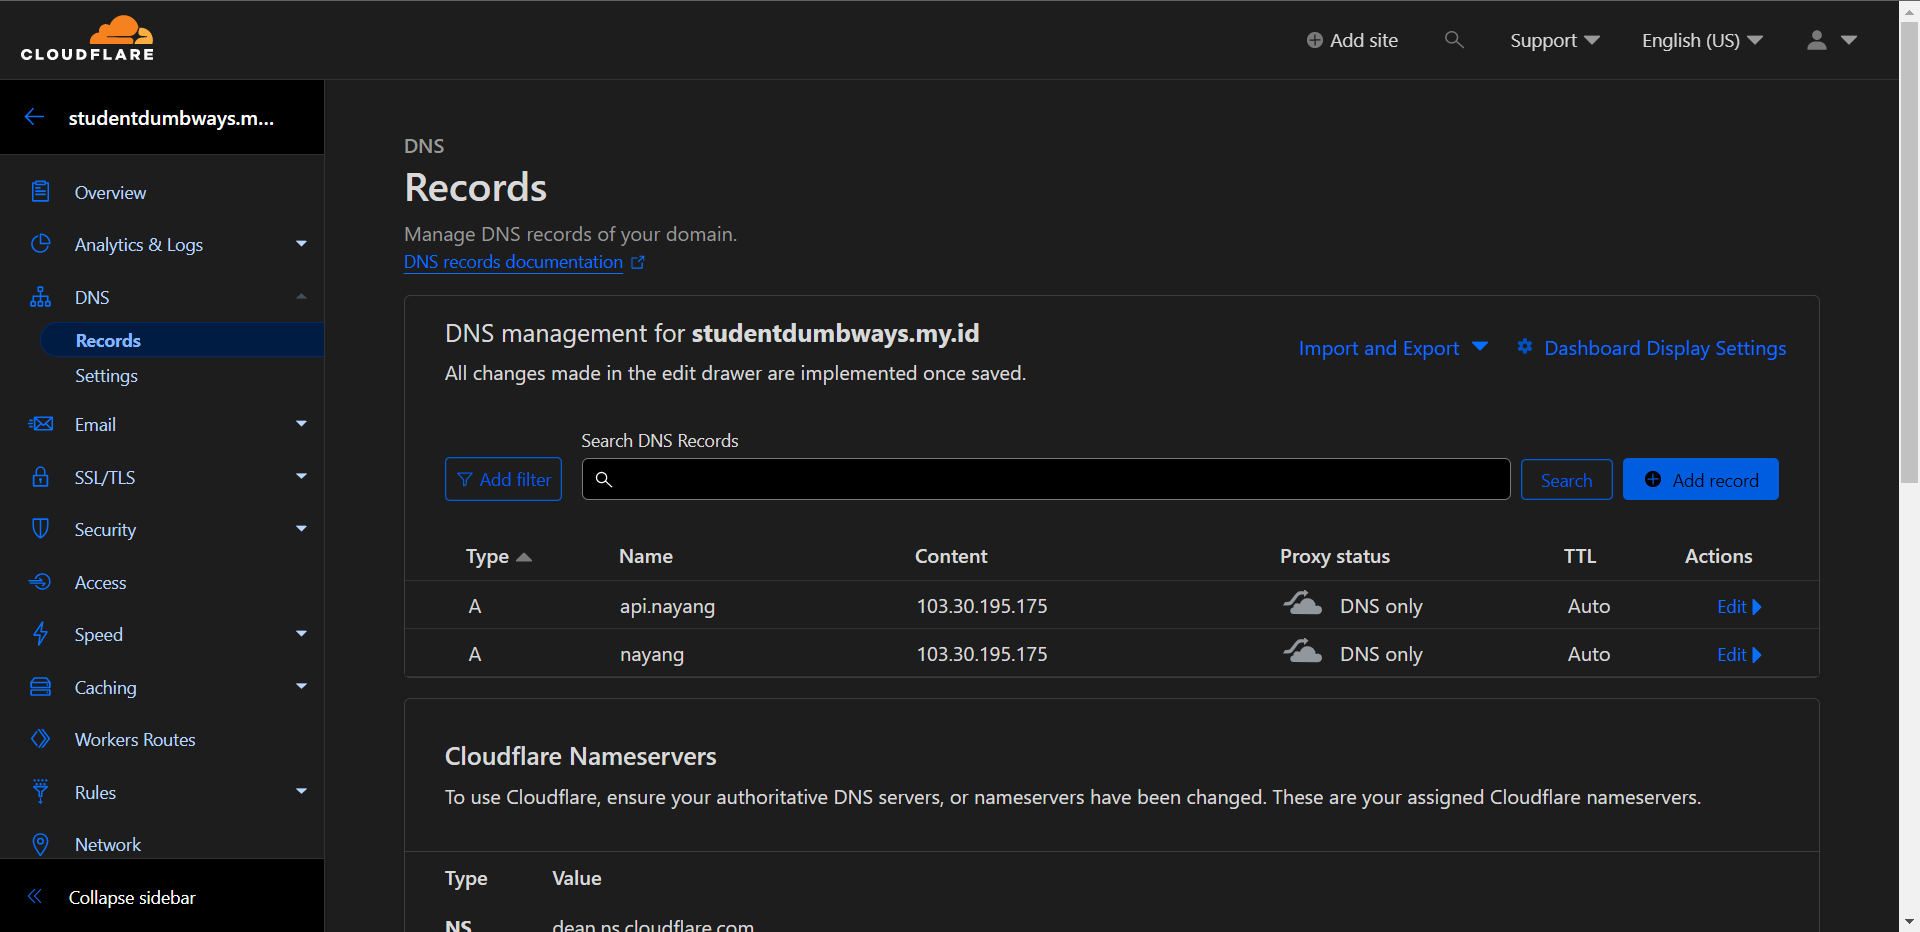 CLOUDFLARE
Add site
Support
English (US)
studentdumbways.m...
Overview
Analytics & Logs
DNS
Records
Settings
Email
SSL/TLS
Security
Access
Speed
Caching
Workers Routes
Rules
Network
Collapse sidebar
DNS
Records
Manage DNS records of your domain.
DNS records documentation
DNS management for studentdumbways.my.id
All changes made in the edit drawer are implemented once saved.
Import and Export
Dashboard Display Settings
Search DNS Records
Add filter
Search
Add record
Type Name Content Proxy status TTL Actions
A api.nayang 103.30.195.175 DNS only Auto Edit
A nayang 103.30.195.175 DNS only Auto Edit
Cloudflare Nameservers
To use Cloudflare, ensure your authoritative DNS servers, or nameservers have been changed. These are your assigned Cloudflare nameservers.
Type Value
NS dean.ns.cloudflare.com